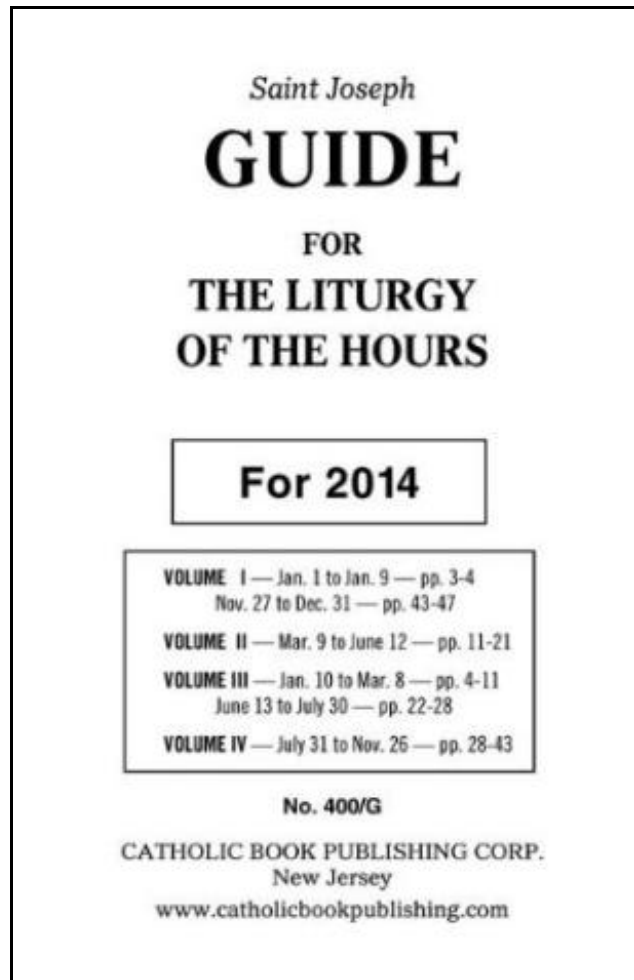 Saint Joseph
GUIDE
FOR
THE LITURGY
OF THE HOURS
For 2014
VOLUME I — Jan. 1 to Jan. 9 — pp. 3-4
Nov. 27 to Dec. 31 — pp. 43-47
VOLUME II — Mar. 9 to June 12 — pp. 11-21
VOLUME III — Jan. 10 to Mar. 8 — pp. 4-11
June 13 to July 30 — pp. 22-28
VOLUME IV — July 31 to Nov. 26 — pp. 28-43
No. 400/G
CATHOLIC BOOK PUBLISHING CORP.
New Jersey
www.catholicbookpublishing.com